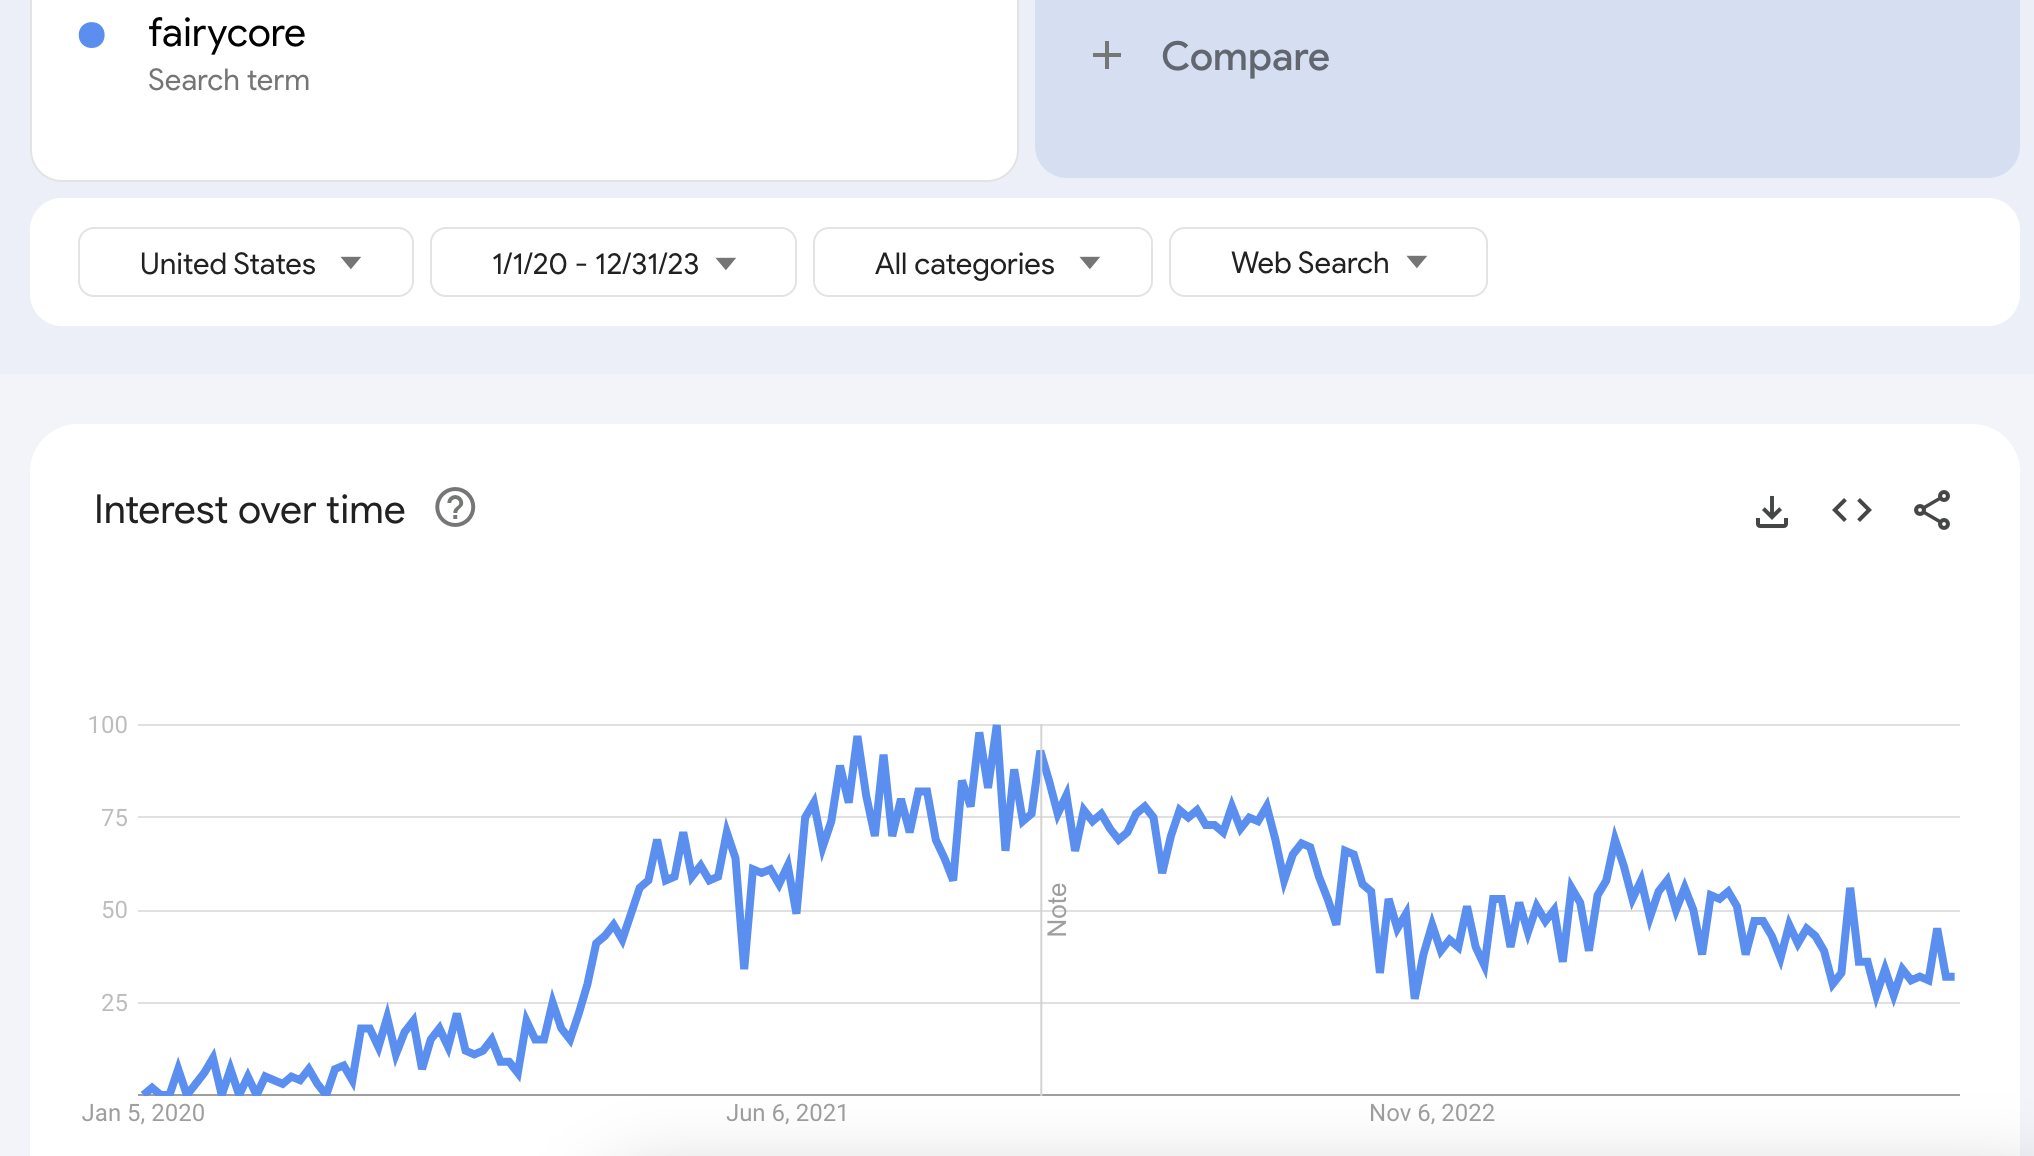 fairycore
Search term
+ Compare
United States
1/1/20 - 12/31/23
All categories
Web Search
Interest over time
100
75
50
25
Note
Jan 5, 2020
Jun 6, 2021
Nov 6, 2022